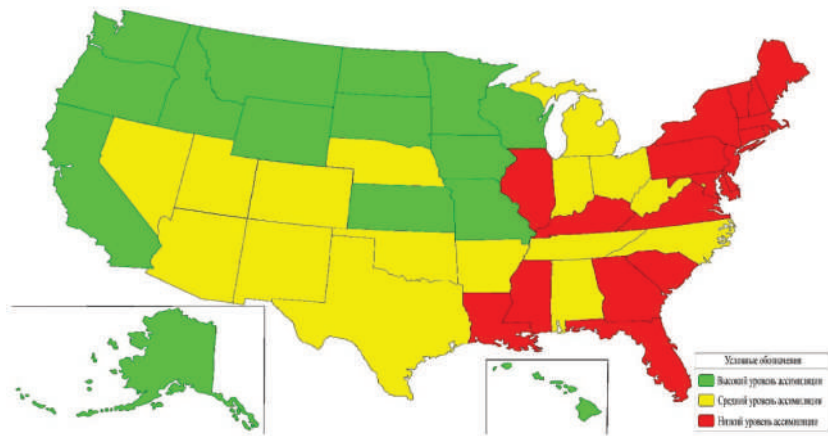 Условные обозначения
Высокий уровень ассимиляции
Средний уровень ассимиляции
Низкий уровень ассимиляции